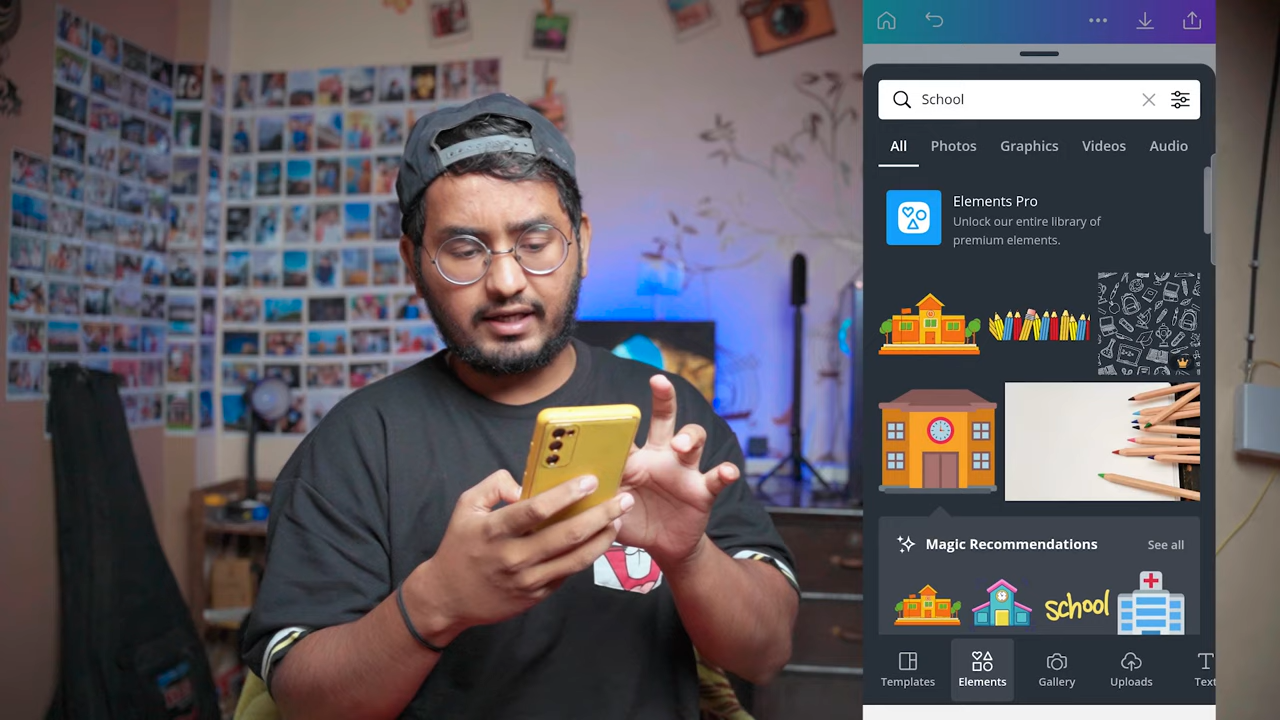 School
All
Photos
Graphics
Videos
Audio
Elements Pro
Unlock our entire library of
premium elements.
Magic Recommendations
See all
school
Templates
Elements
Gallery
Uploads
Text